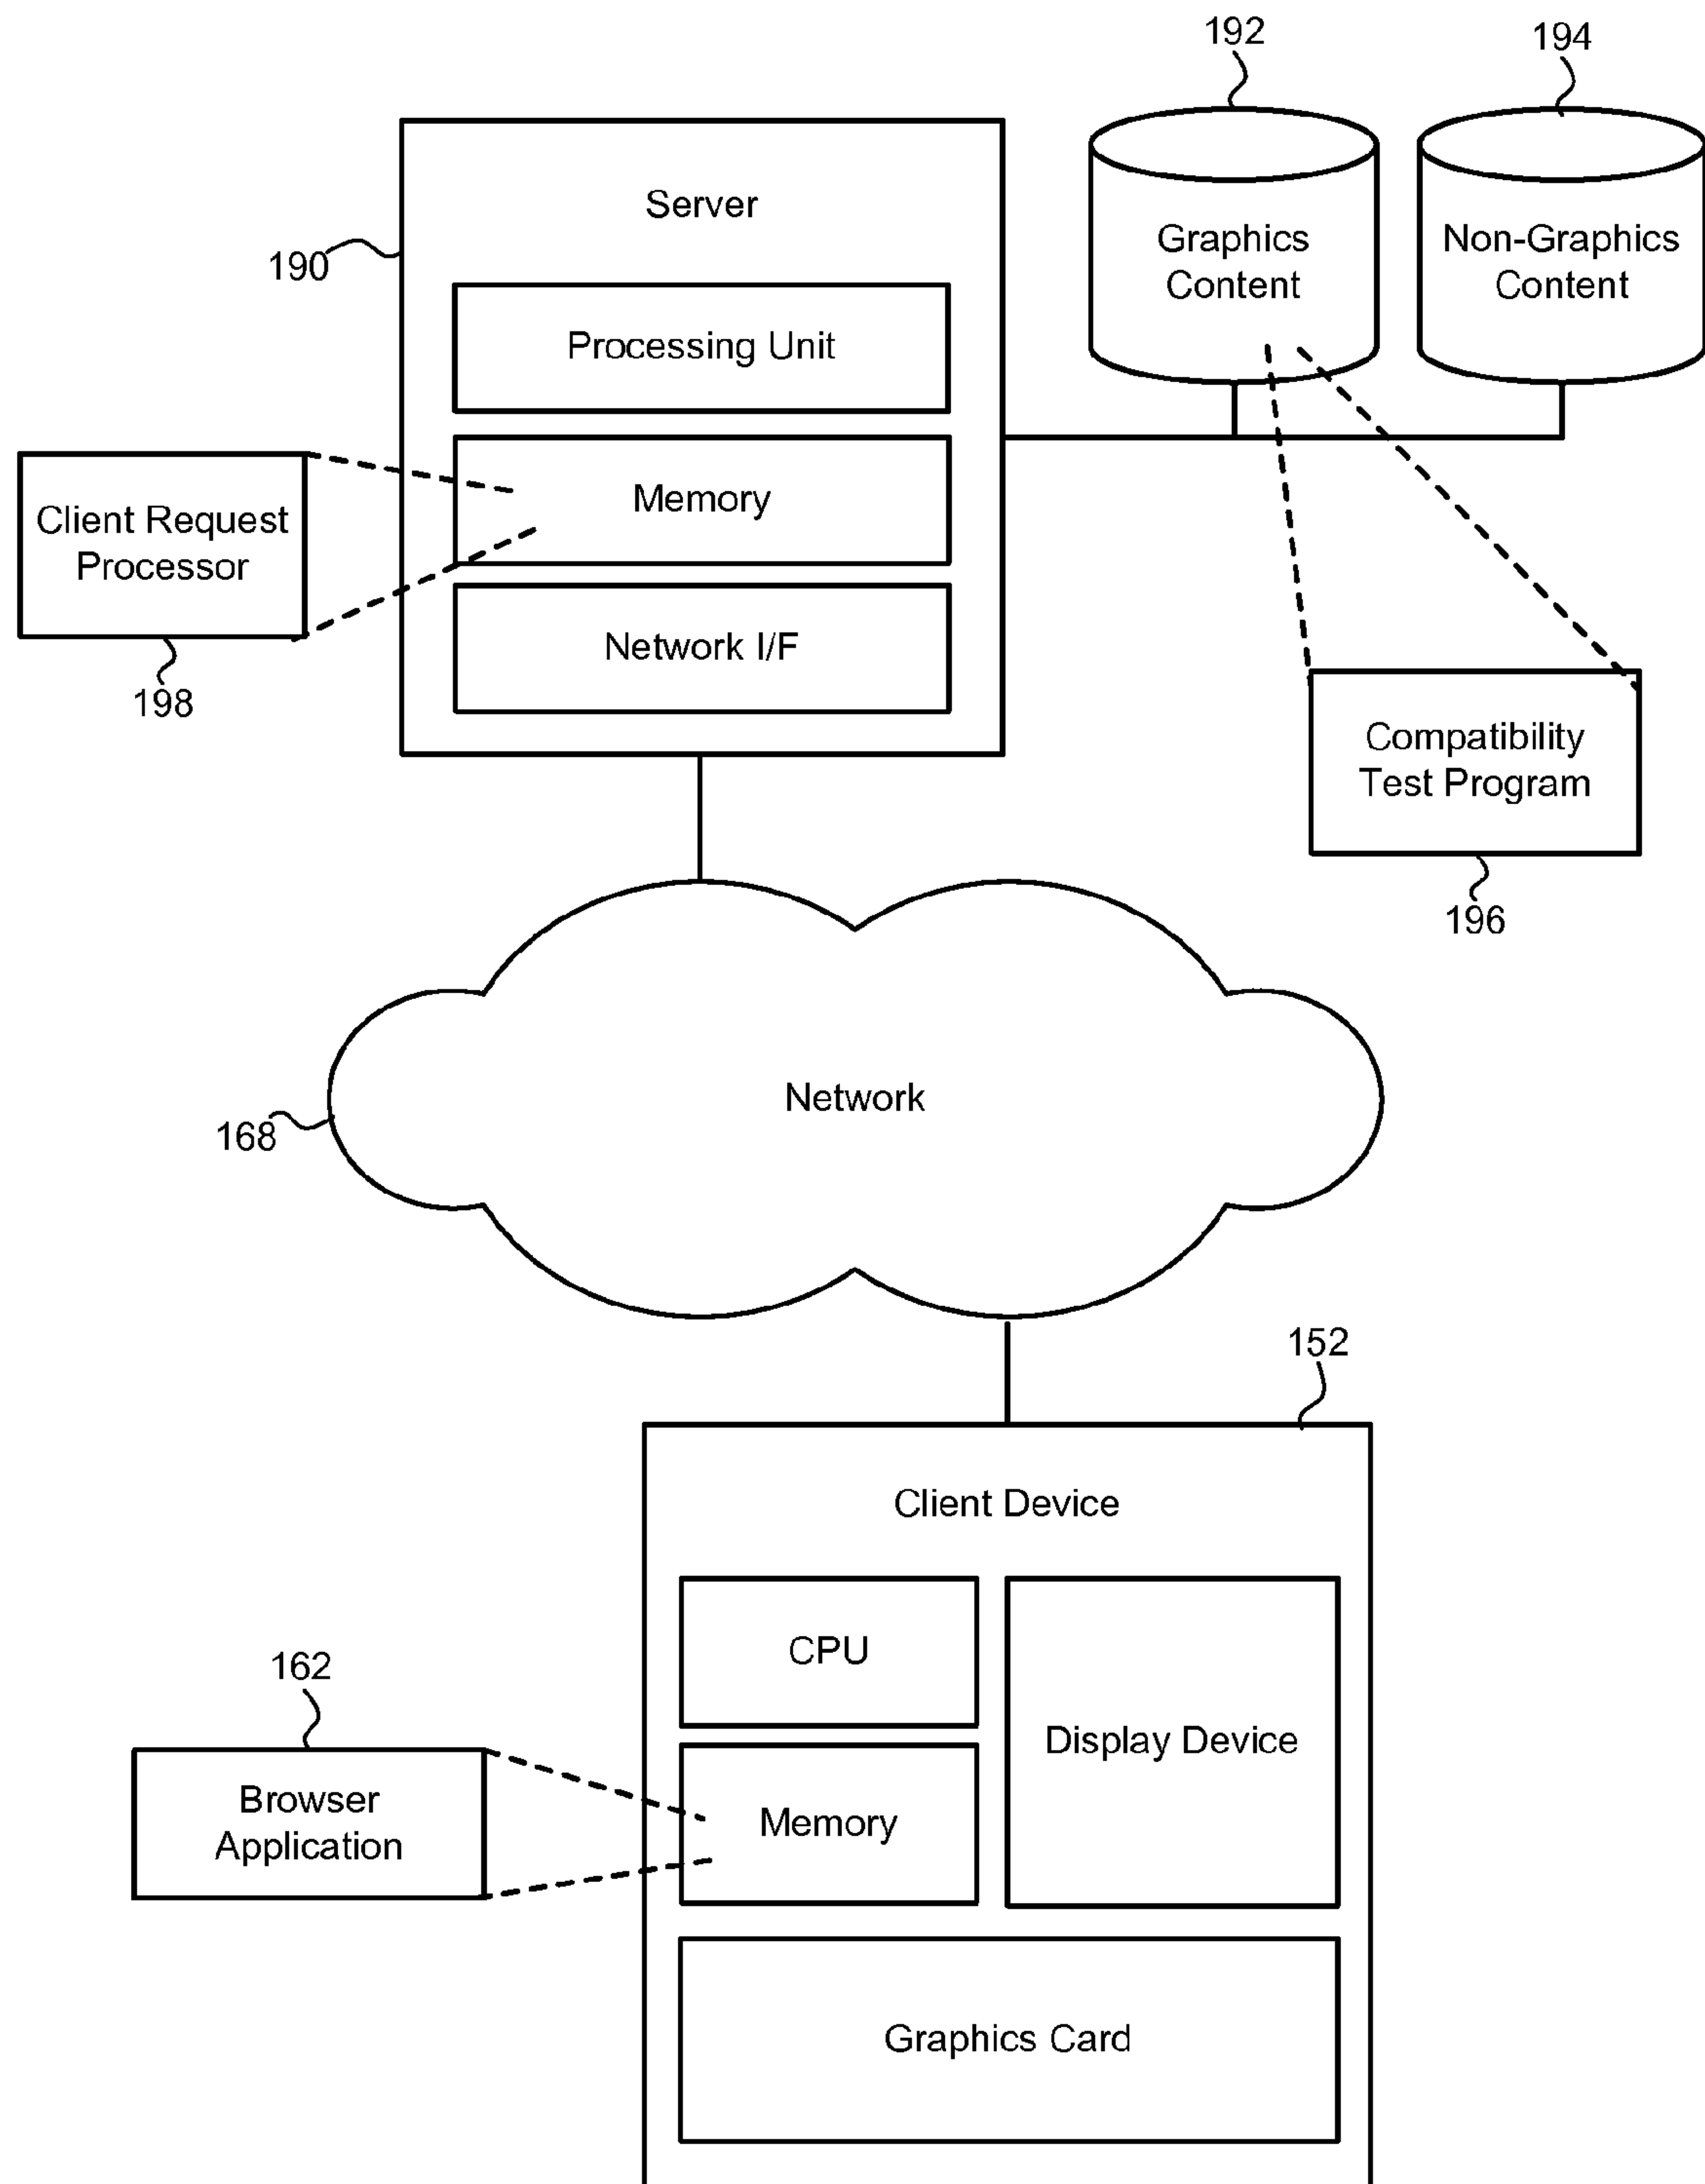 192
194
Server
190
Graphics
Content
Non-Graphics
Content
Processing Unit
Memory
Client Request
Processor
Network I/F
198
Compatibility
Test Program
196
Network
168
152
Client Device
CPU
162
Display Device
Browser
Application
Memory
Graphics Card